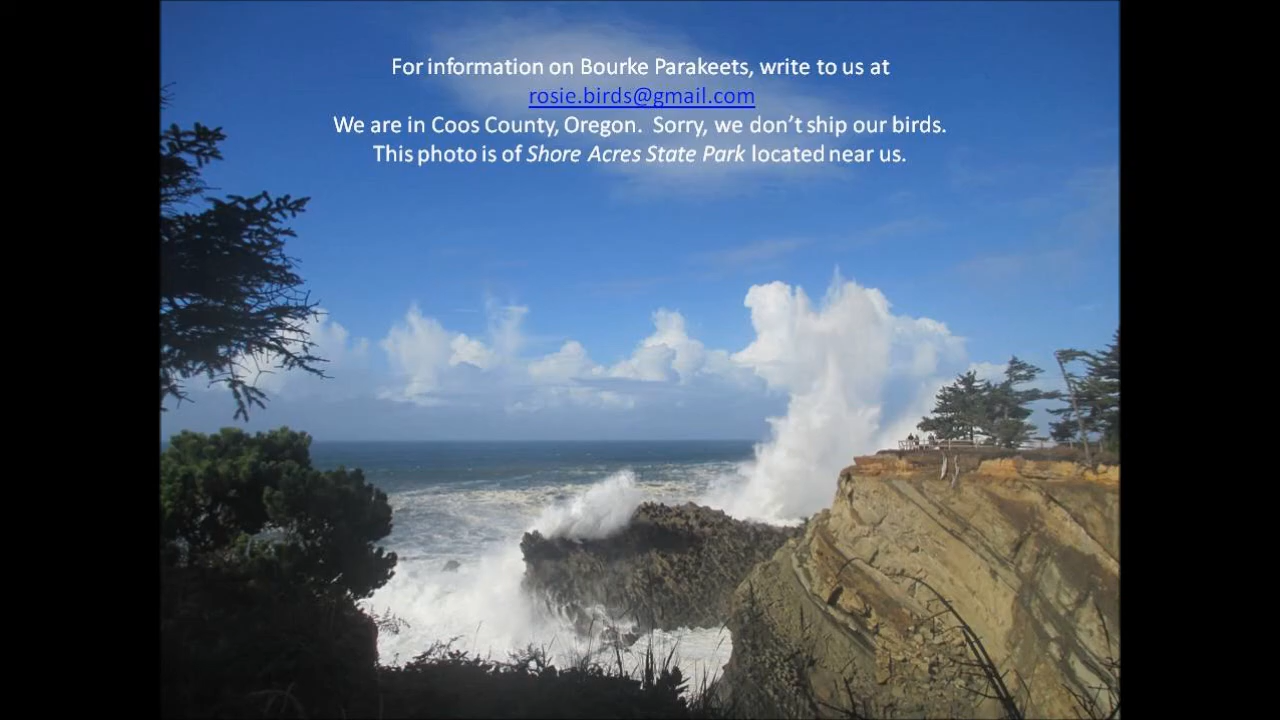 For information on Bourke Parakeets, write to us at
rosie.birds@gmail.com
We are in Coos County, Oregon.  Sorry, we don’t ship our birds.
This photo is of Shore Acres State Park located near us.